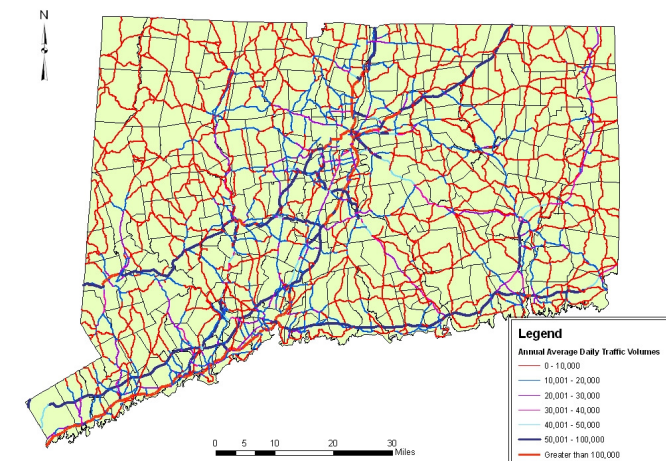 N
Legend
Annual Average Daily Traffic Volumes
0 - 10,000
10,001 - 20,000
20,001 - 30,000
30,001 - 40,000
40,001 - 50,000
50,001 - 100,000
Greater than 100,000
0 5 10 20 30
Miles